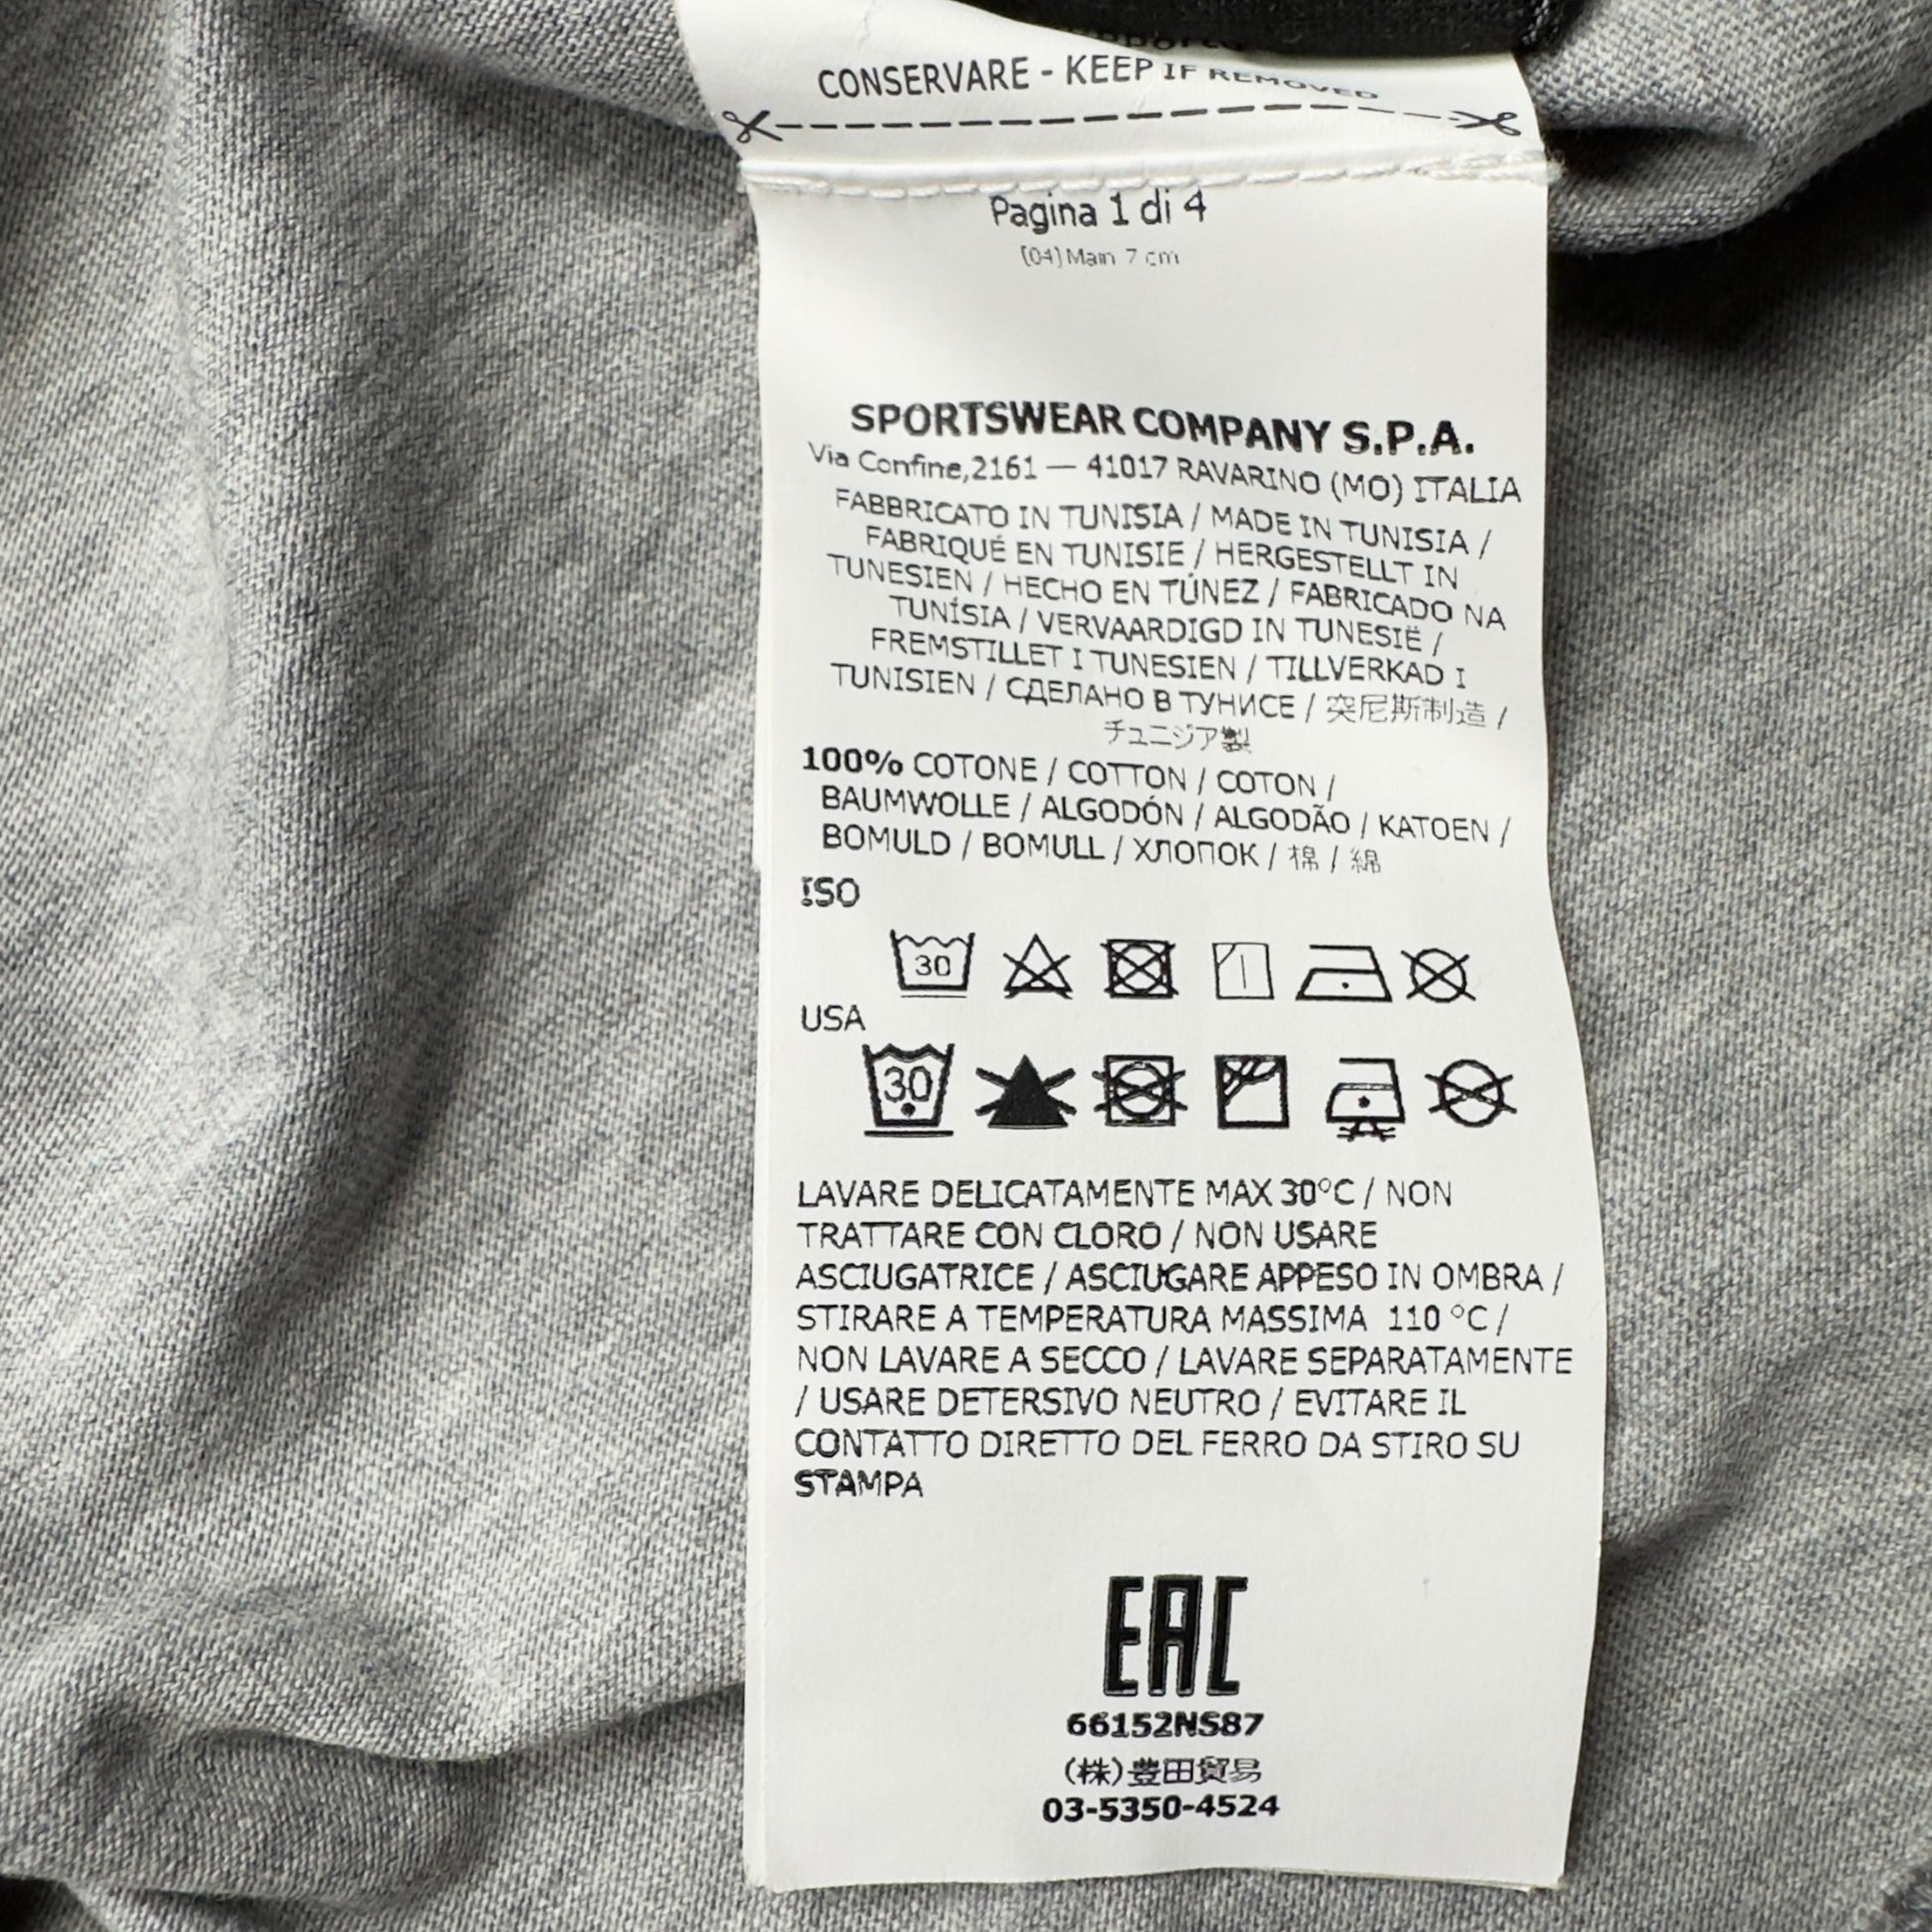 CONSERVARE - KEEP IF REMOVED
Pagina 1 di 4
[04] Main 7 cm
SPORTSWEAR COMPANY S.P.A.
Via Confine,2161 — 41017 RAVARINO (MO) ITALIA
FABBRICATO IN TUNISIA / MADE IN TUNISIA /
FABRIQUÉ EN TUNISIE / HERGESTELLT IN
TUNESIEN / HECHO EN TÚNEZ / FABRICADO NA
TUNÍSIA / VERVAARDIGD IN TUNESIË /
FREMSTILLET I TUNESIEN / TILLVERKAD I
TUNISIEN / СДЕЛАНО В ТУНИСЕ / 突尼斯制造 /
チュニジア製
100% COTONE / COTTON / COTON /
BAUMWOLLE / ALGODÓN / ALGODÃO / KATOEN /
BOMULD / BOMULL / ХЛОПОК / 棉 / 綿
ISO
30
USA
30
LAVARE DELICATAMENTE MAX 30°C / NON
TRATTARE CON CLORO / NON USARE
ASCIUGATRICE / ASCIUGARE APPESO IN OMBRA /
STIRARE A TEMPERATURA MASSIMA 110 °C /
NON LAVARE A SECCO / LAVARE SEPARATAMENTE
/ USARE DETERSIVO NEUTRO / EVITARE IL
CONTATTO DIRETTO DEL FERRO DA STIRO SU
STAMPA
EAC
66152NS87
(株)豊田貿易
03-5350-4524